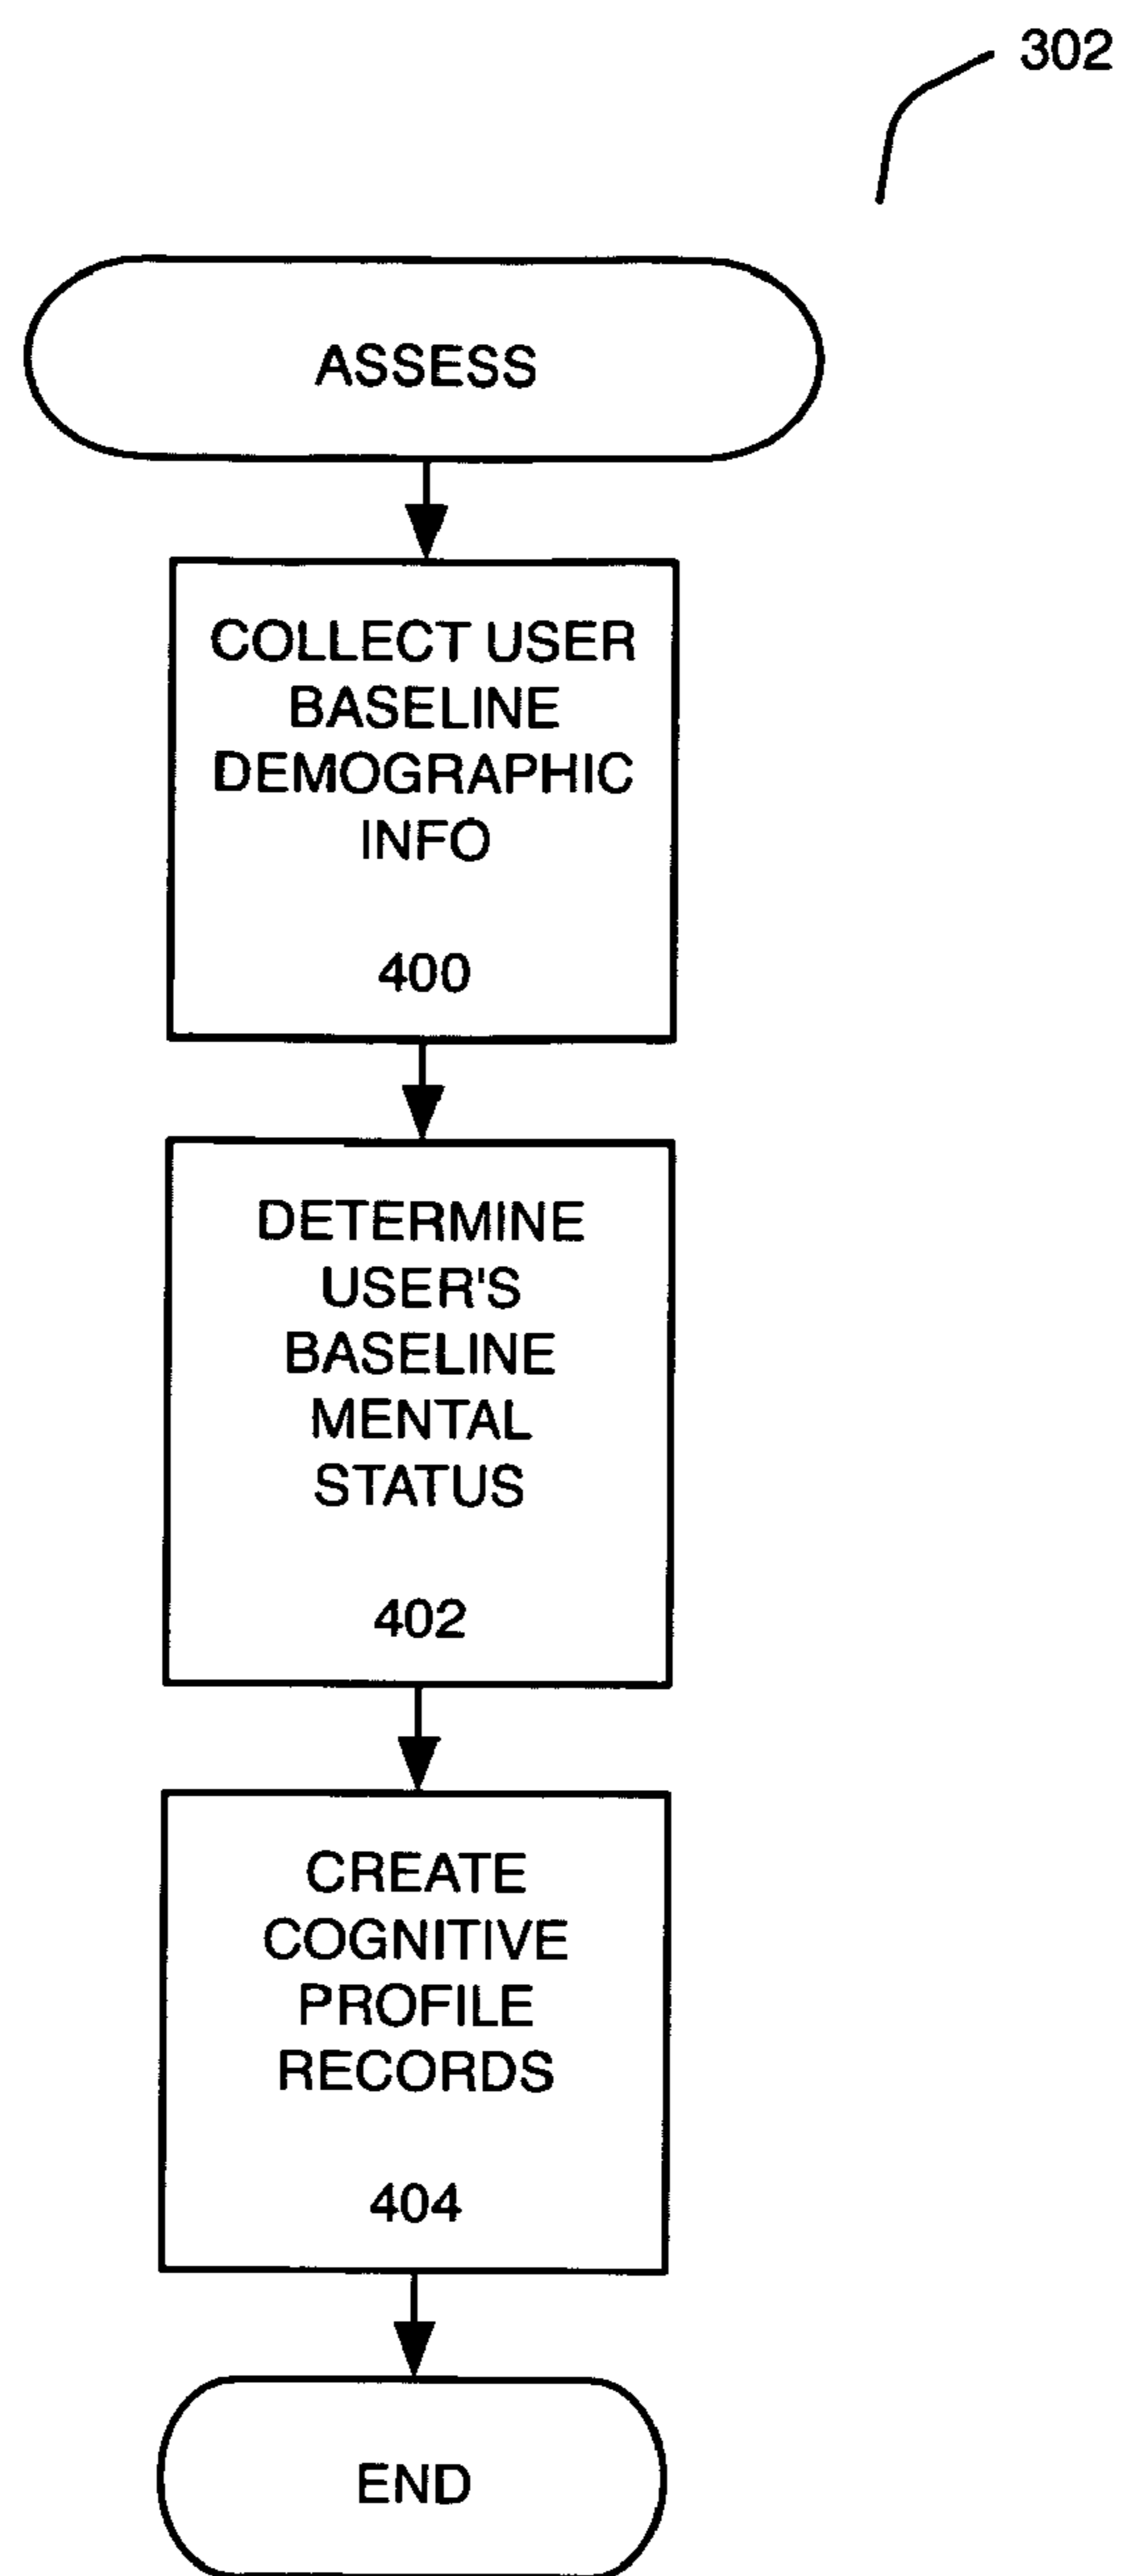 302
ASSESS
COLLECT USER
BASELINE
DEMOGRAPHIC
INFO
400
DETERMINE
USER'S
BASELINE
MENTAL
STATUS
402
CREATE
COGNITIVE
PROFILE
RECORDS
404
END